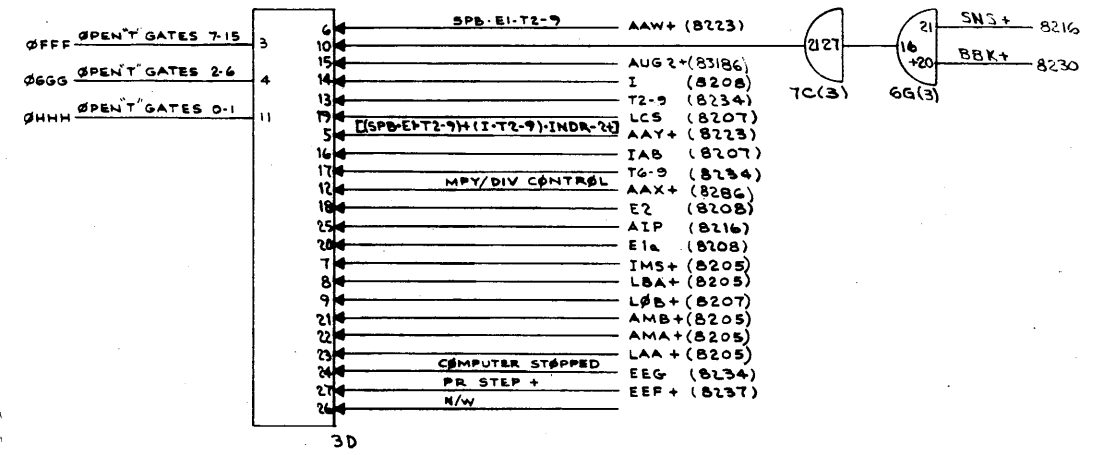 6 SPB·E1·T2-9 AAW+ (8223)
21 SNS+ 8216
ØFFF ØPEN "T" GATES 7-15 3
10 2127 16
15 AUG2+(83186)
+20 BBK+ 8230
ØGGG ØPEN "T" GATES 2-6 4
14 I (8208)
7C(3) 6G(3)
13 T2-9 (8234)
ØHHH ØPEN "T" GATES 0-1 11
19 LCS (8207)
5 [(SPB·E1·T2-9)+(I·T2-9)·INDR-2+] AAY+ (8223)
16 IAB (8207)
17 T6-9 (8234)
12 MPY/DIV CØNTRØL AAX+ (8286)
18 E2 (8208)
25 AIP (8216)
20 E1a (8208)
7 IMS+ (8205)
8 LBA+ (8205)
9 LØB+ (8207)
21 AMB+(8205)
22 AMA+(8205)
23 LAA+(8205)
24 CØMPUTER STØPPED EEG (8234)
27 PR STEP + EEF+ (8237)
26 N/W
3D